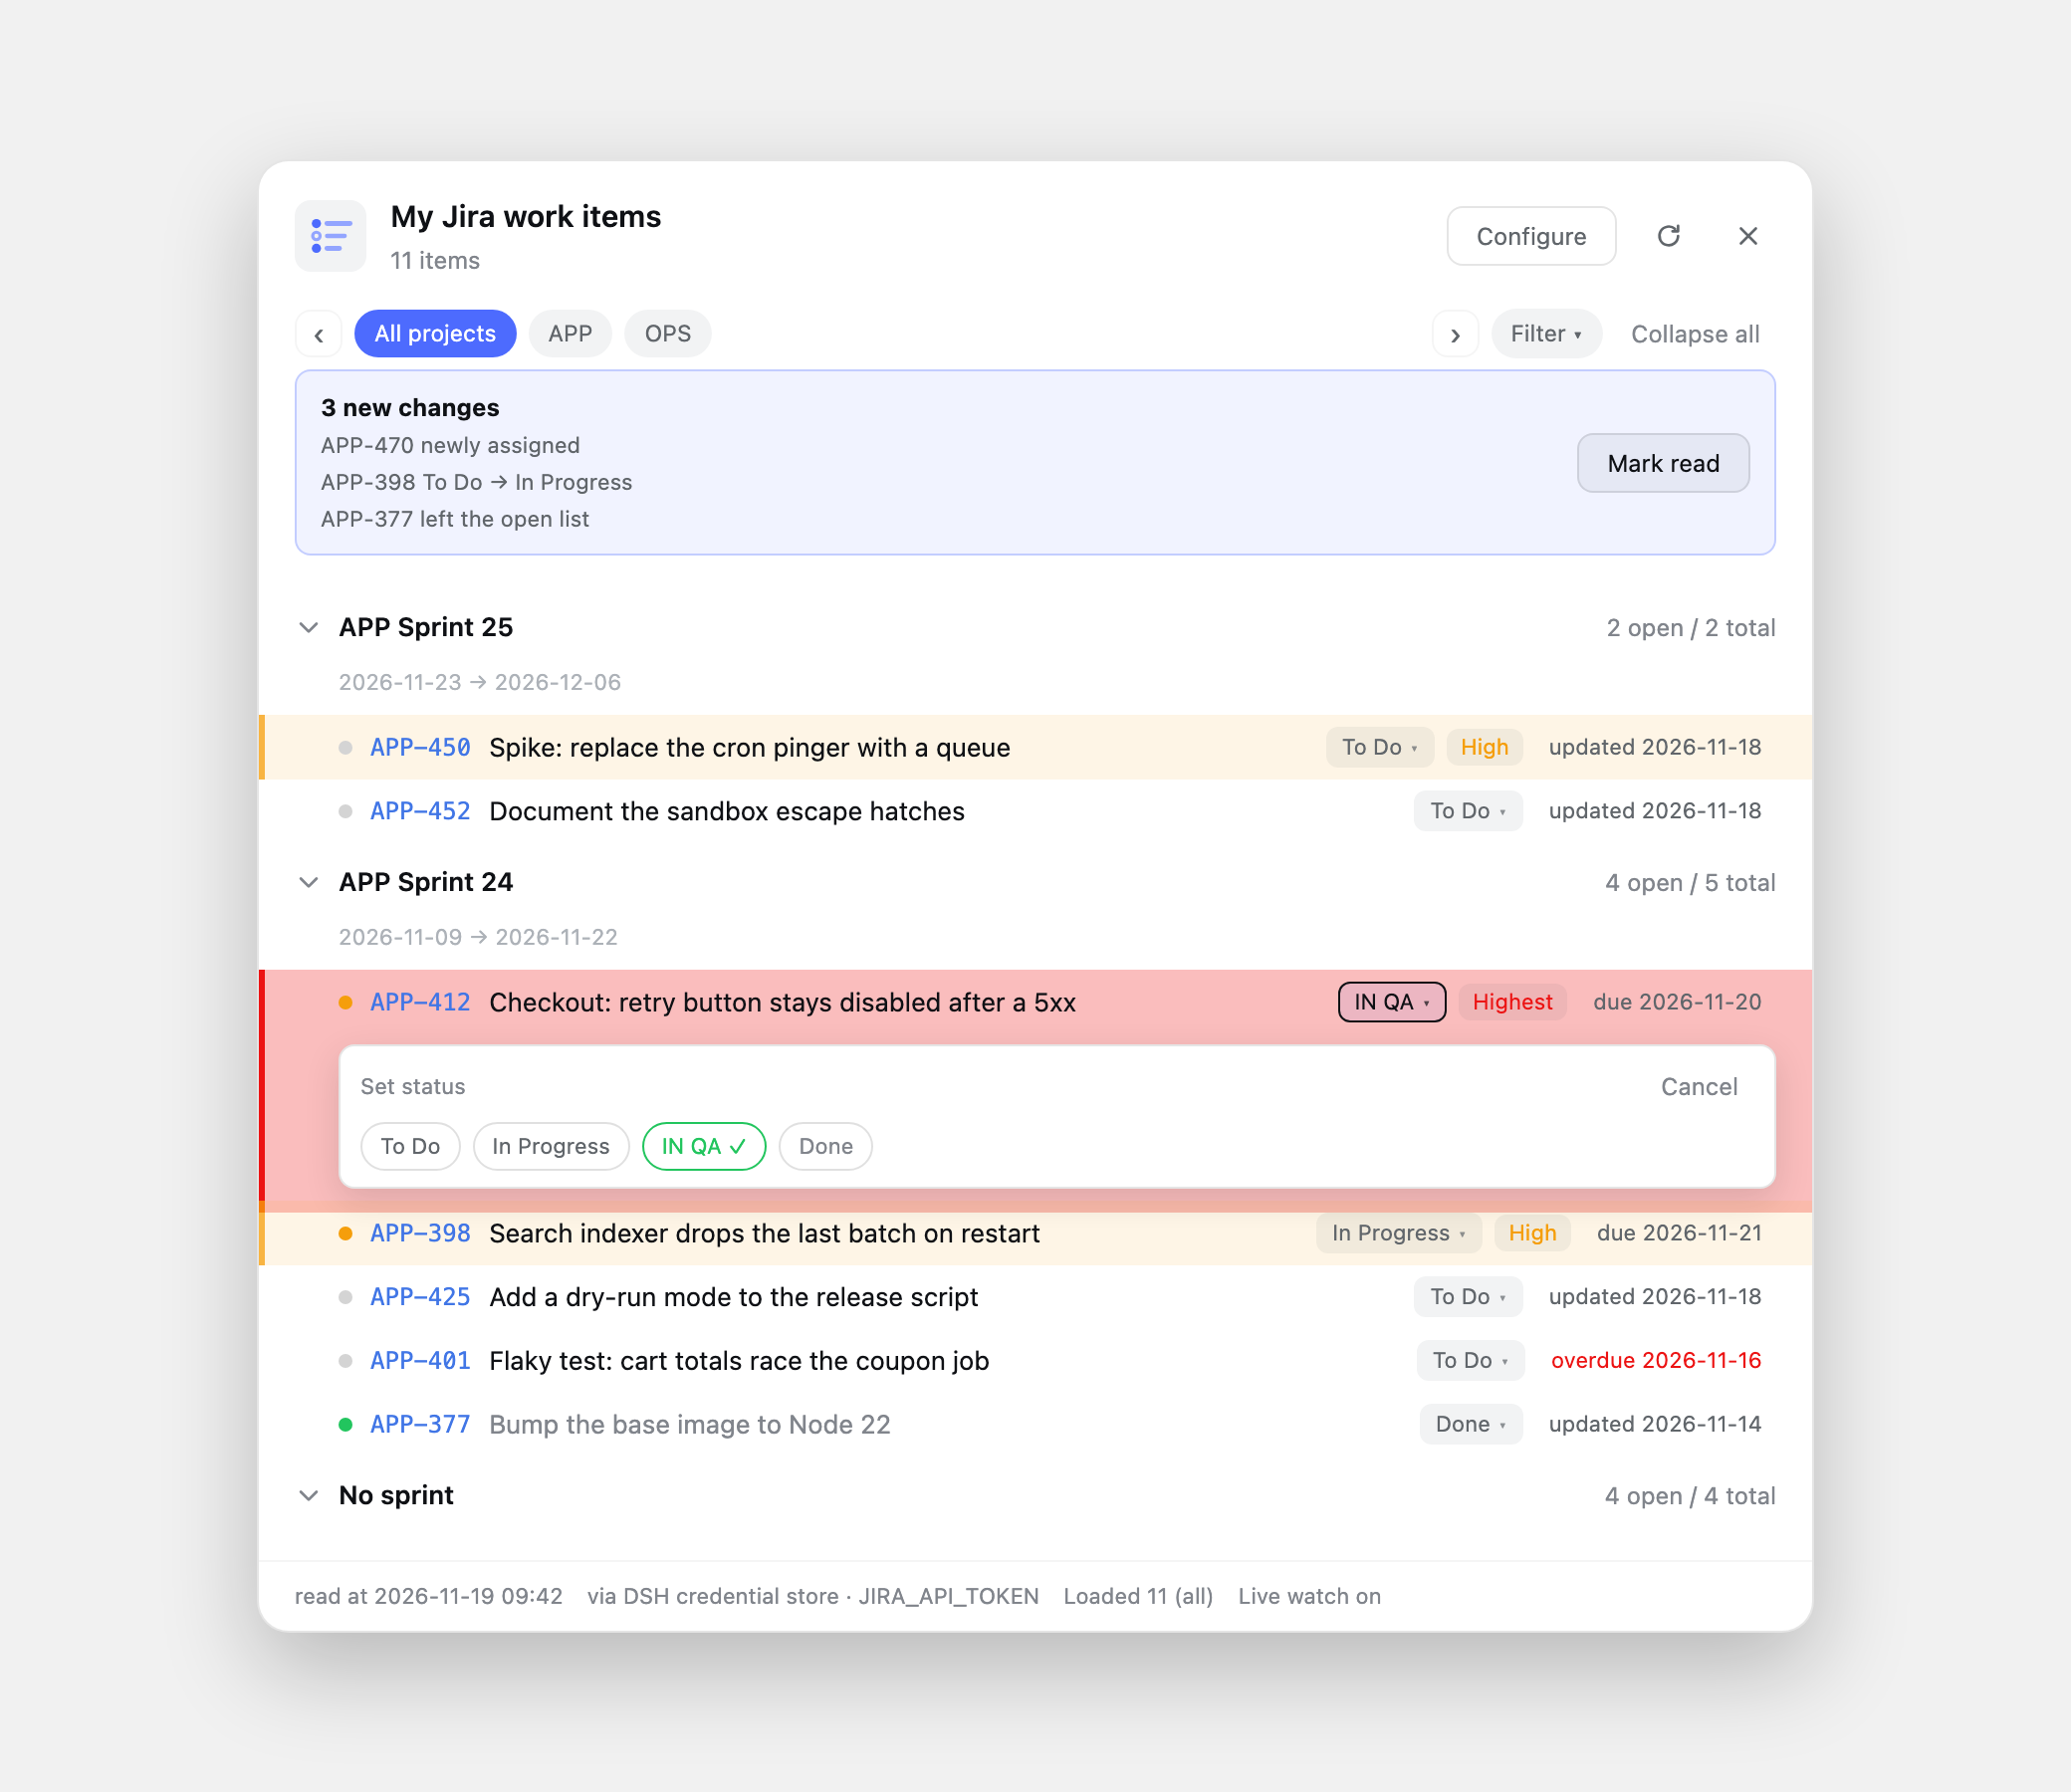 My Jira work items
11 items
Configure
‹ All projects APP OPS › Filter ▾ Collapse all
3 new changes
APP-470 newly assigned
APP-398 To Do → In Progress
APP-377 left the open list
Mark read
APP Sprint 25 2 open / 2 total
2026-11-23 → 2026-12-06
APP-450 Spike: replace the cron pinger with a queue To Do ▾ High updated 2026-11-18
APP-452 Document the sandbox escape hatches To Do ▾ updated 2026-11-18
APP Sprint 24 4 open / 5 total
2026-11-09 → 2026-11-22
APP-412 Checkout: retry button stays disabled after a 5xx IN QA ▾ Highest due 2026-11-20
Set status Cancel
To Do In Progress IN QA ✓ Done
APP-398 Search indexer drops the last batch on restart In Progress ▾ High due 2026-11-21
APP-425 Add a dry-run mode to the release script To Do ▾ updated 2026-11-18
APP-401 Flaky test: cart totals race the coupon job To Do ▾ overdue 2026-11-16
APP-377 Bump the base image to Node 22 Done ▾ updated 2026-11-14
No sprint 4 open / 4 total
read at 2026-11-19 09:42 via DSH credential store · JIRA_API_TOKEN Loaded 11 (all) Live watch on